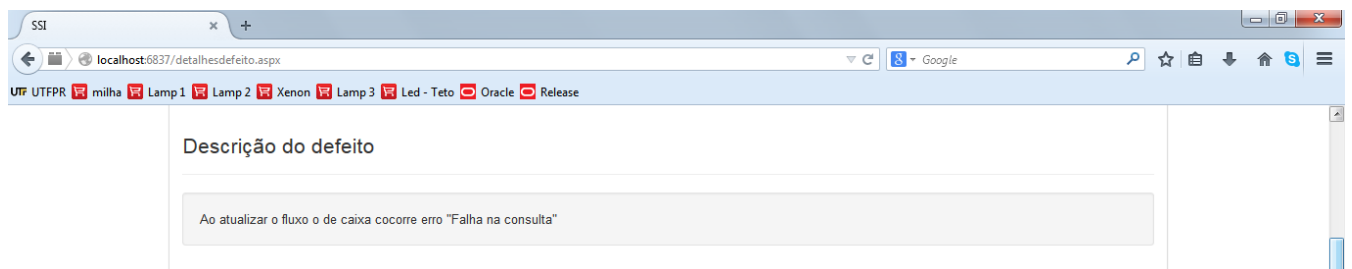 SSI
localhost:6837/detalhesdefeito.aspx
Google
UTF UTFPR milha Lamp 1 Lamp 2 Xenon Lamp 3 Led - Teto Oracle Release
Descrição do defeito
Ao atualizar o fluxo o de caixa cocorre erro "Falha na consulta"